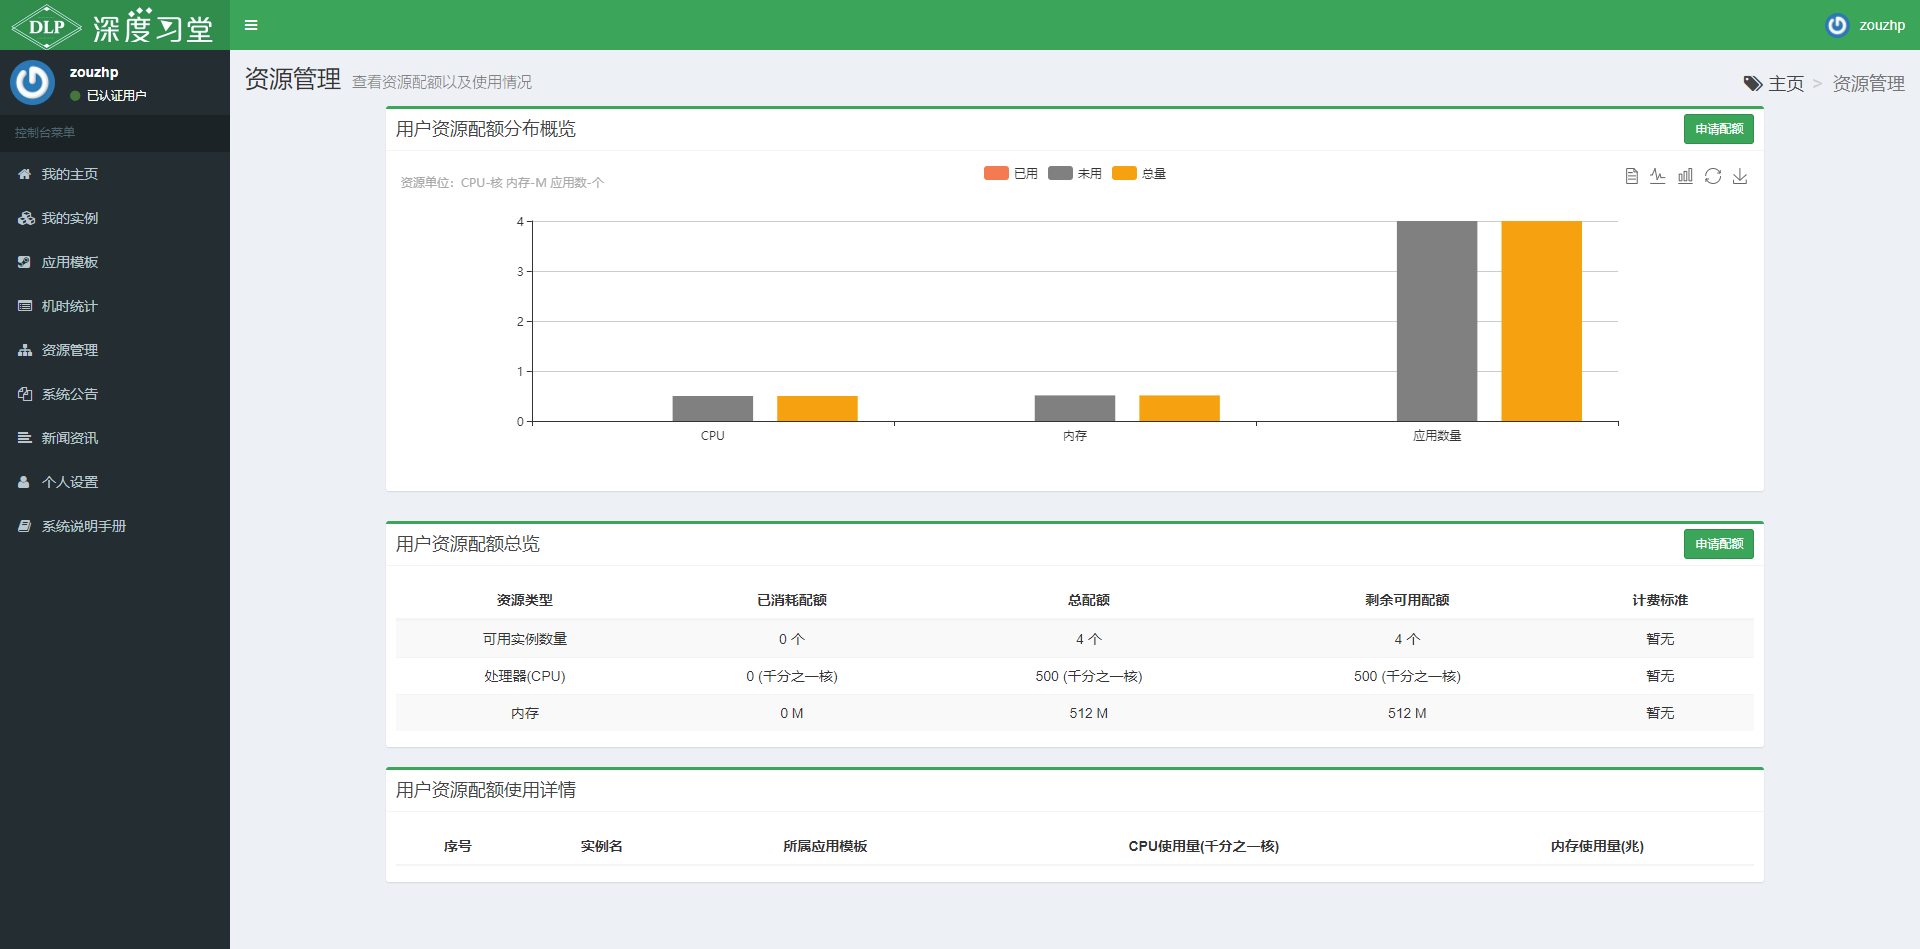 DLP 深度习堂
zouzhp
zouzhp
已认证用户
控制台菜单
我的主页
我的实例
应用模板
机时统计
资源管理
系统公告
新闻资讯
个人设置
系统说明手册
资源管理 查看资源配额以及使用情况
主页 > 资源管理
用户资源配额分布概览
申请配额
资源单位：CPU-核 内存-M 应用数-个
已用 未用 总量
4
3
2
1
0
CPU 内存 应用数量
用户资源配额总览
申请配额
资源类型 已消耗配额 总配额 剩余可用配额 计费标准
可用实例数量 0 个 4 个 4 个 暂无
处理器(CPU) 0 (千分之一核) 500 (千分之一核) 500 (千分之一核) 暂无
内存 0 M 512 M 512 M 暂无
用户资源配额使用详情
序号 实例名 所属应用模板 CPU使用量(千分之一核) 内存使用量(兆)